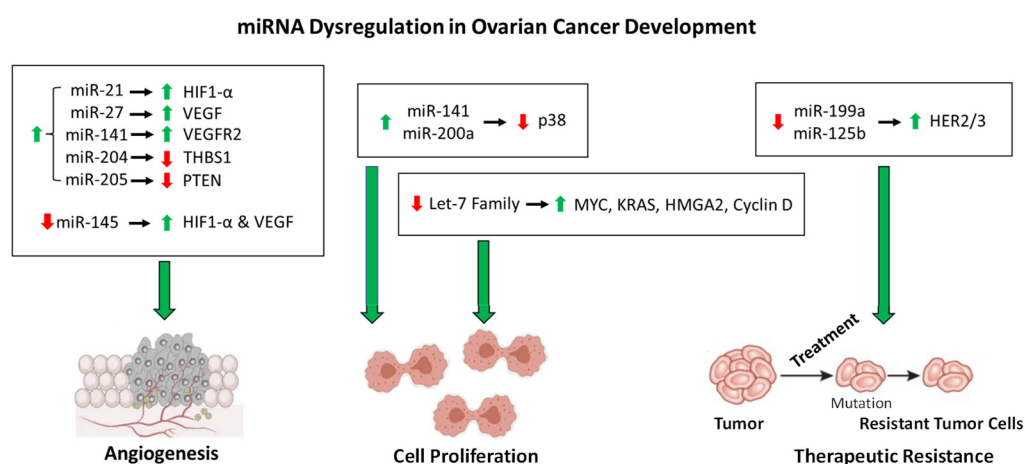 miRNA Dysregulation in Ovarian Cancer Development
miR-21 → ↑ HIF1-α
miR-27 → ↑ VEGF
↑ miR-141 → ↑ VEGFR2
miR-204 → ↓ THBS1
miR-205 → ↓ PTEN
↓ miR-145 → ↑ HIF1-α & VEGF
Angiogenesis
↑ miR-141
miR-200a → ↓ p38
↓ Let-7 Family → ↑ MYC, KRAS, HMGA2, Cyclin D
Cell Proliferation
↓ miR-199a
miR-125b → ↑ HER2/3
Treatment
Mutation
Tumor
Resistant Tumor Cells
Therapeutic Resistance